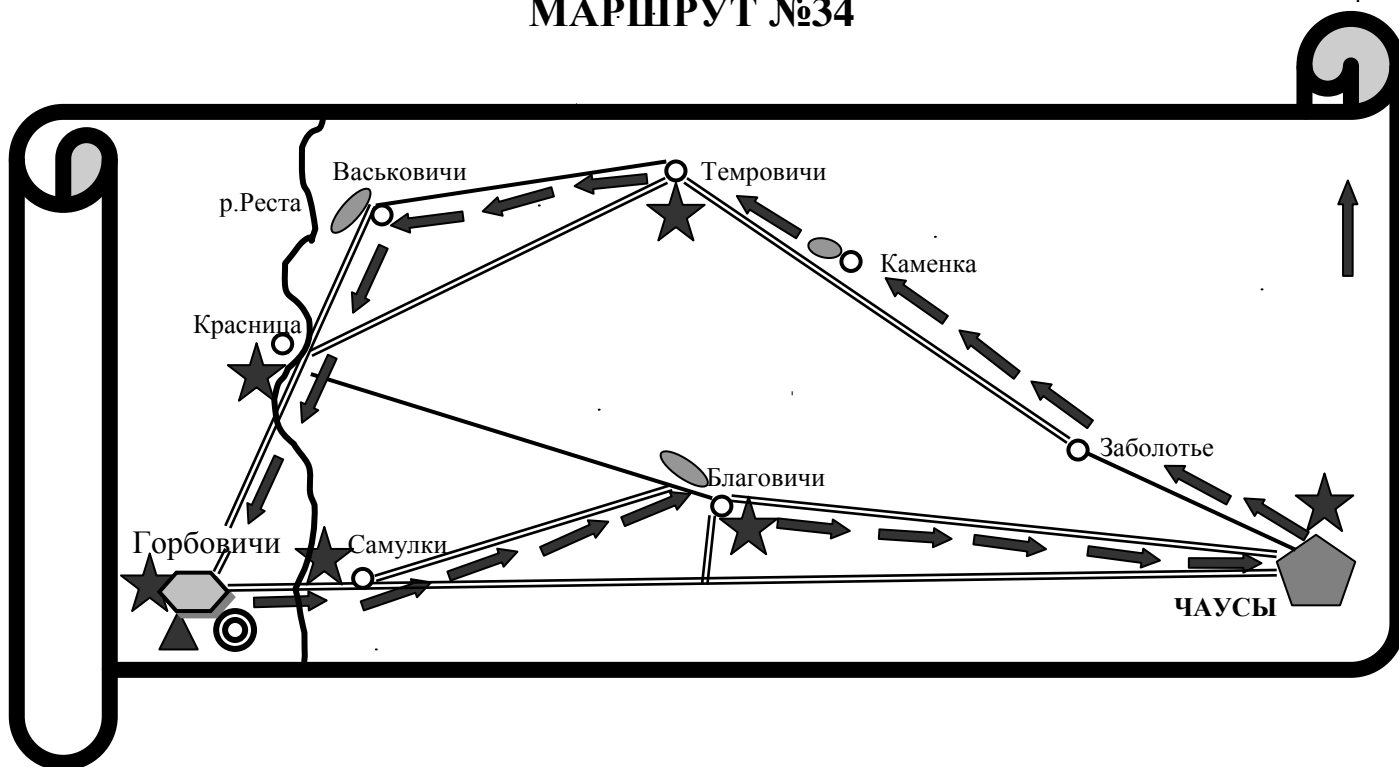 МАРШРУТ №34
Васьковичи
Темровичи
р.Реста
Каменка
Красница
Заболотье
Благовичи
Горбовичи
Самулки
ЧАУСЫ